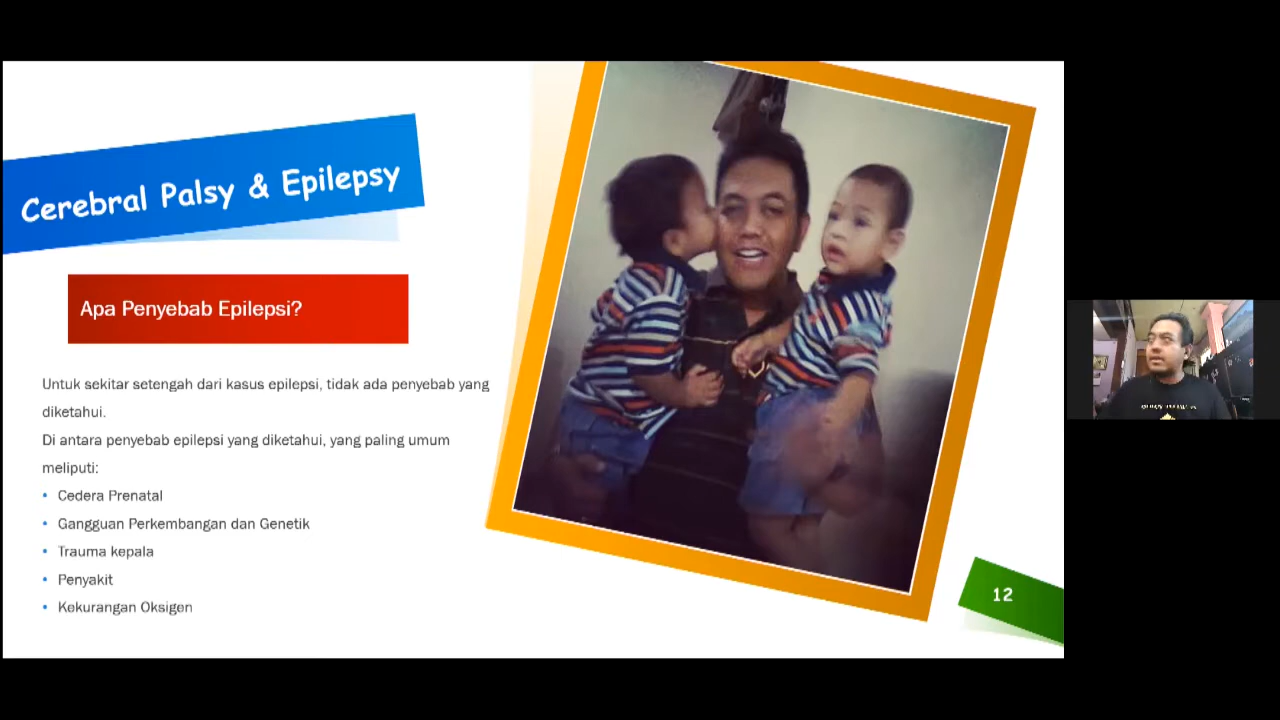 Cerebral Palsy & Epilepsy
Apa Penyebab Epilepsi?
Untuk sekitar setengah dari kasus epilepsi, tidak ada penyebab yang
diketahui.
Di antara penyebab epilepsi yang diketahui, yang paling umum
meliputi:
• Cedera Prenatal
• Gangguan Perkembangan dan Genetik
• Trauma kepala
• Penyakit
• Kekurangan Oksigen
12